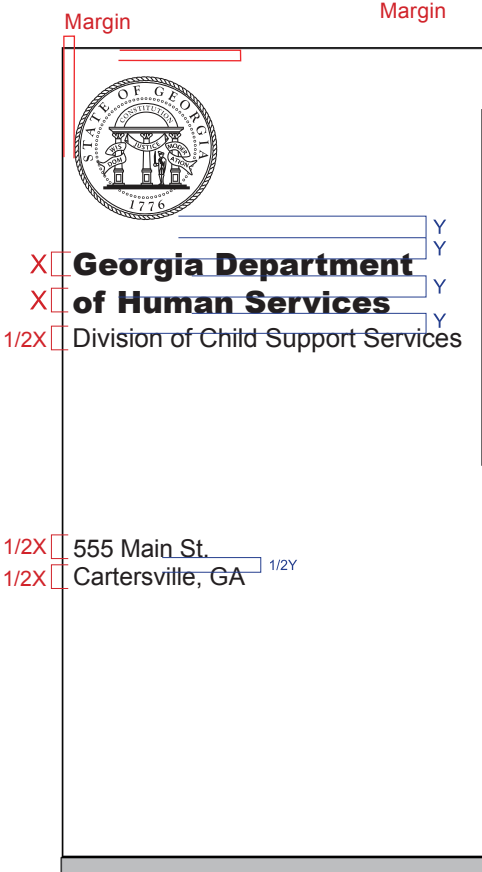 Margin
Margin
STATE OF GEORGIA
CONSTITUTION
WISDOM JUSTICE MODERATION
1776
Y
Y
X Georgia Department
Y
X of Human Services
Y
1/2X Division of Child Support Services
1/2X 555 Main St.
1/2Y
1/2X Cartersville, GA